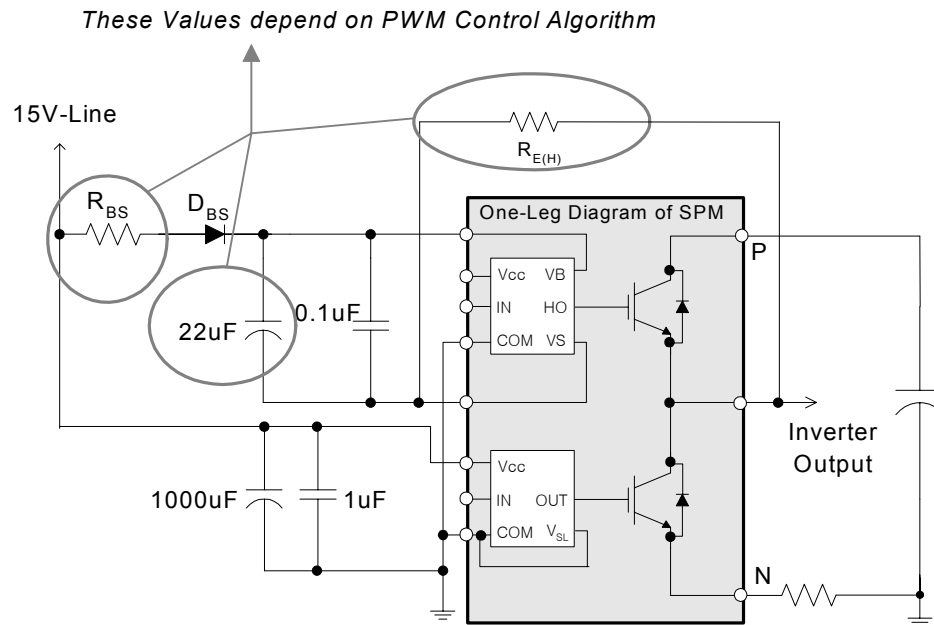 These Values depend on PWM Control Algorithm
15V-Line
R_E(H)
R_BS
D_BS
One-Leg Diagram of SPM
P
Vcc VB
IN HO
COM VS
22uF
0.1uF
Inverter
Output
Vcc
IN OUT
COM V_SL
1000uF
1uF
N